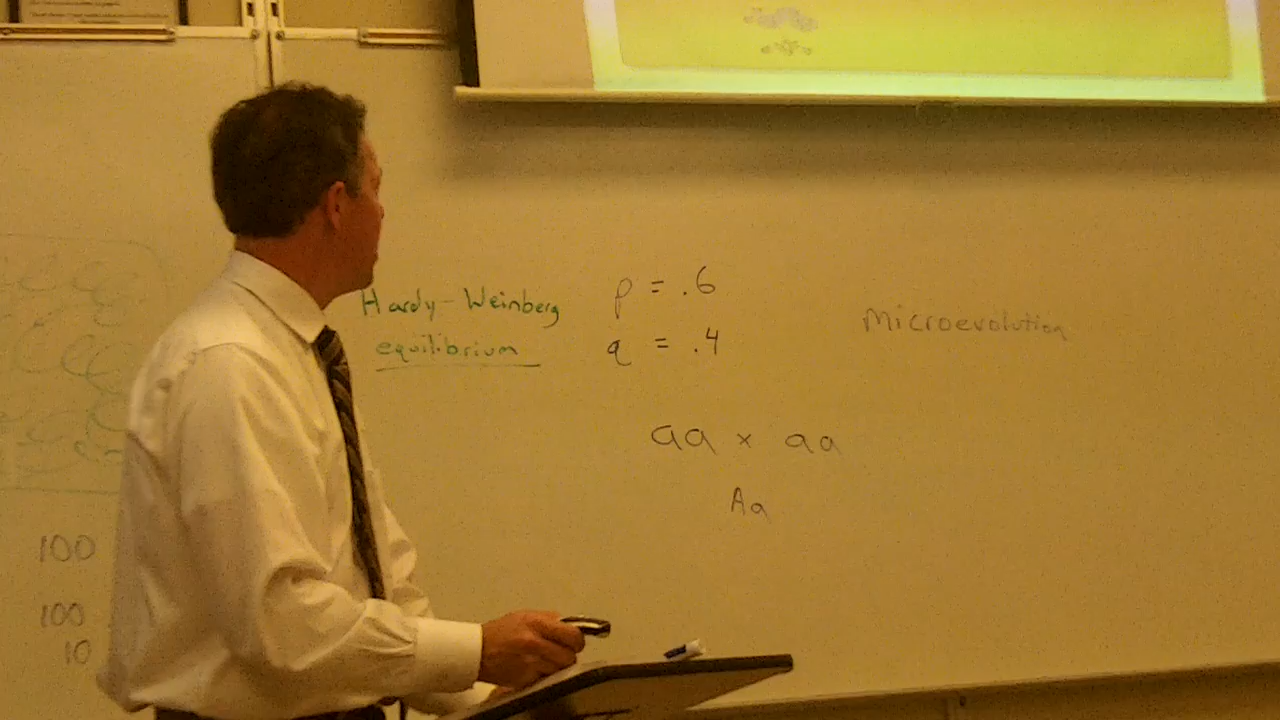 Hardy-Weinberg
equilibrium
p = .6
q = .4
Microevolution
aa x aa
Aa
100
100
10